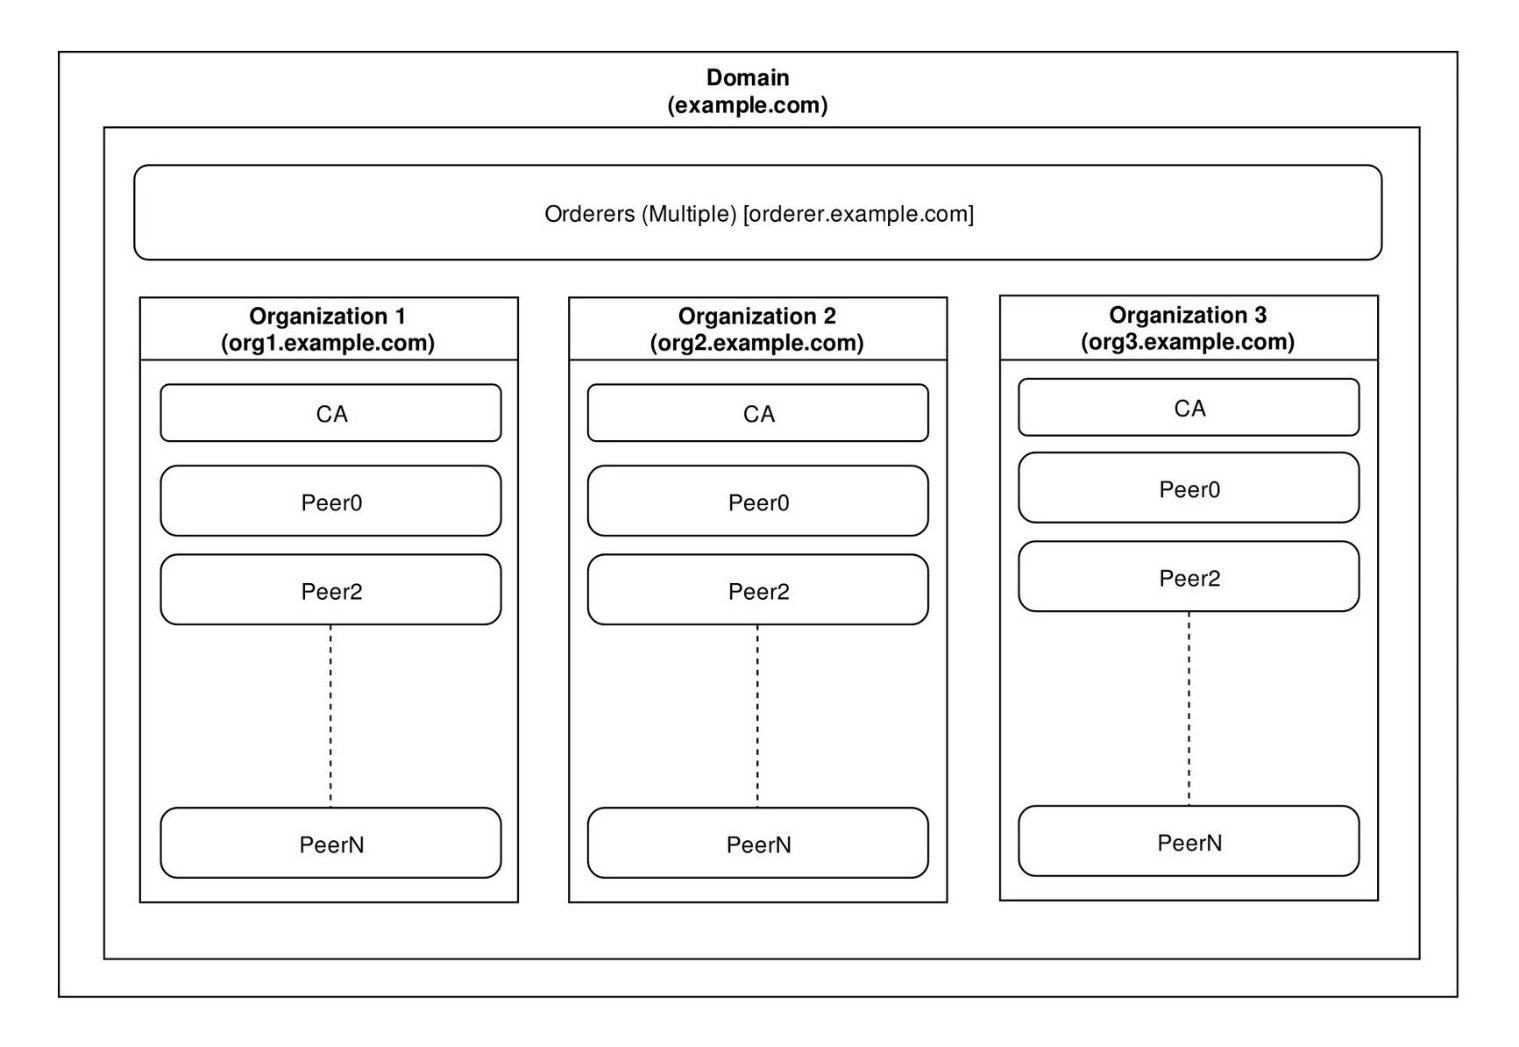 Domain
(example.com)
Orderers (Multiple) [orderer.example.com]
Organization 1
(org1.example.com)
CA
Peer0
Peer2
PeerN
Organization 2
(org2.example.com)
CA
Peer0
Peer2
PeerN
Organization 3
(org3.example.com)
CA
Peer0
Peer2
PeerN